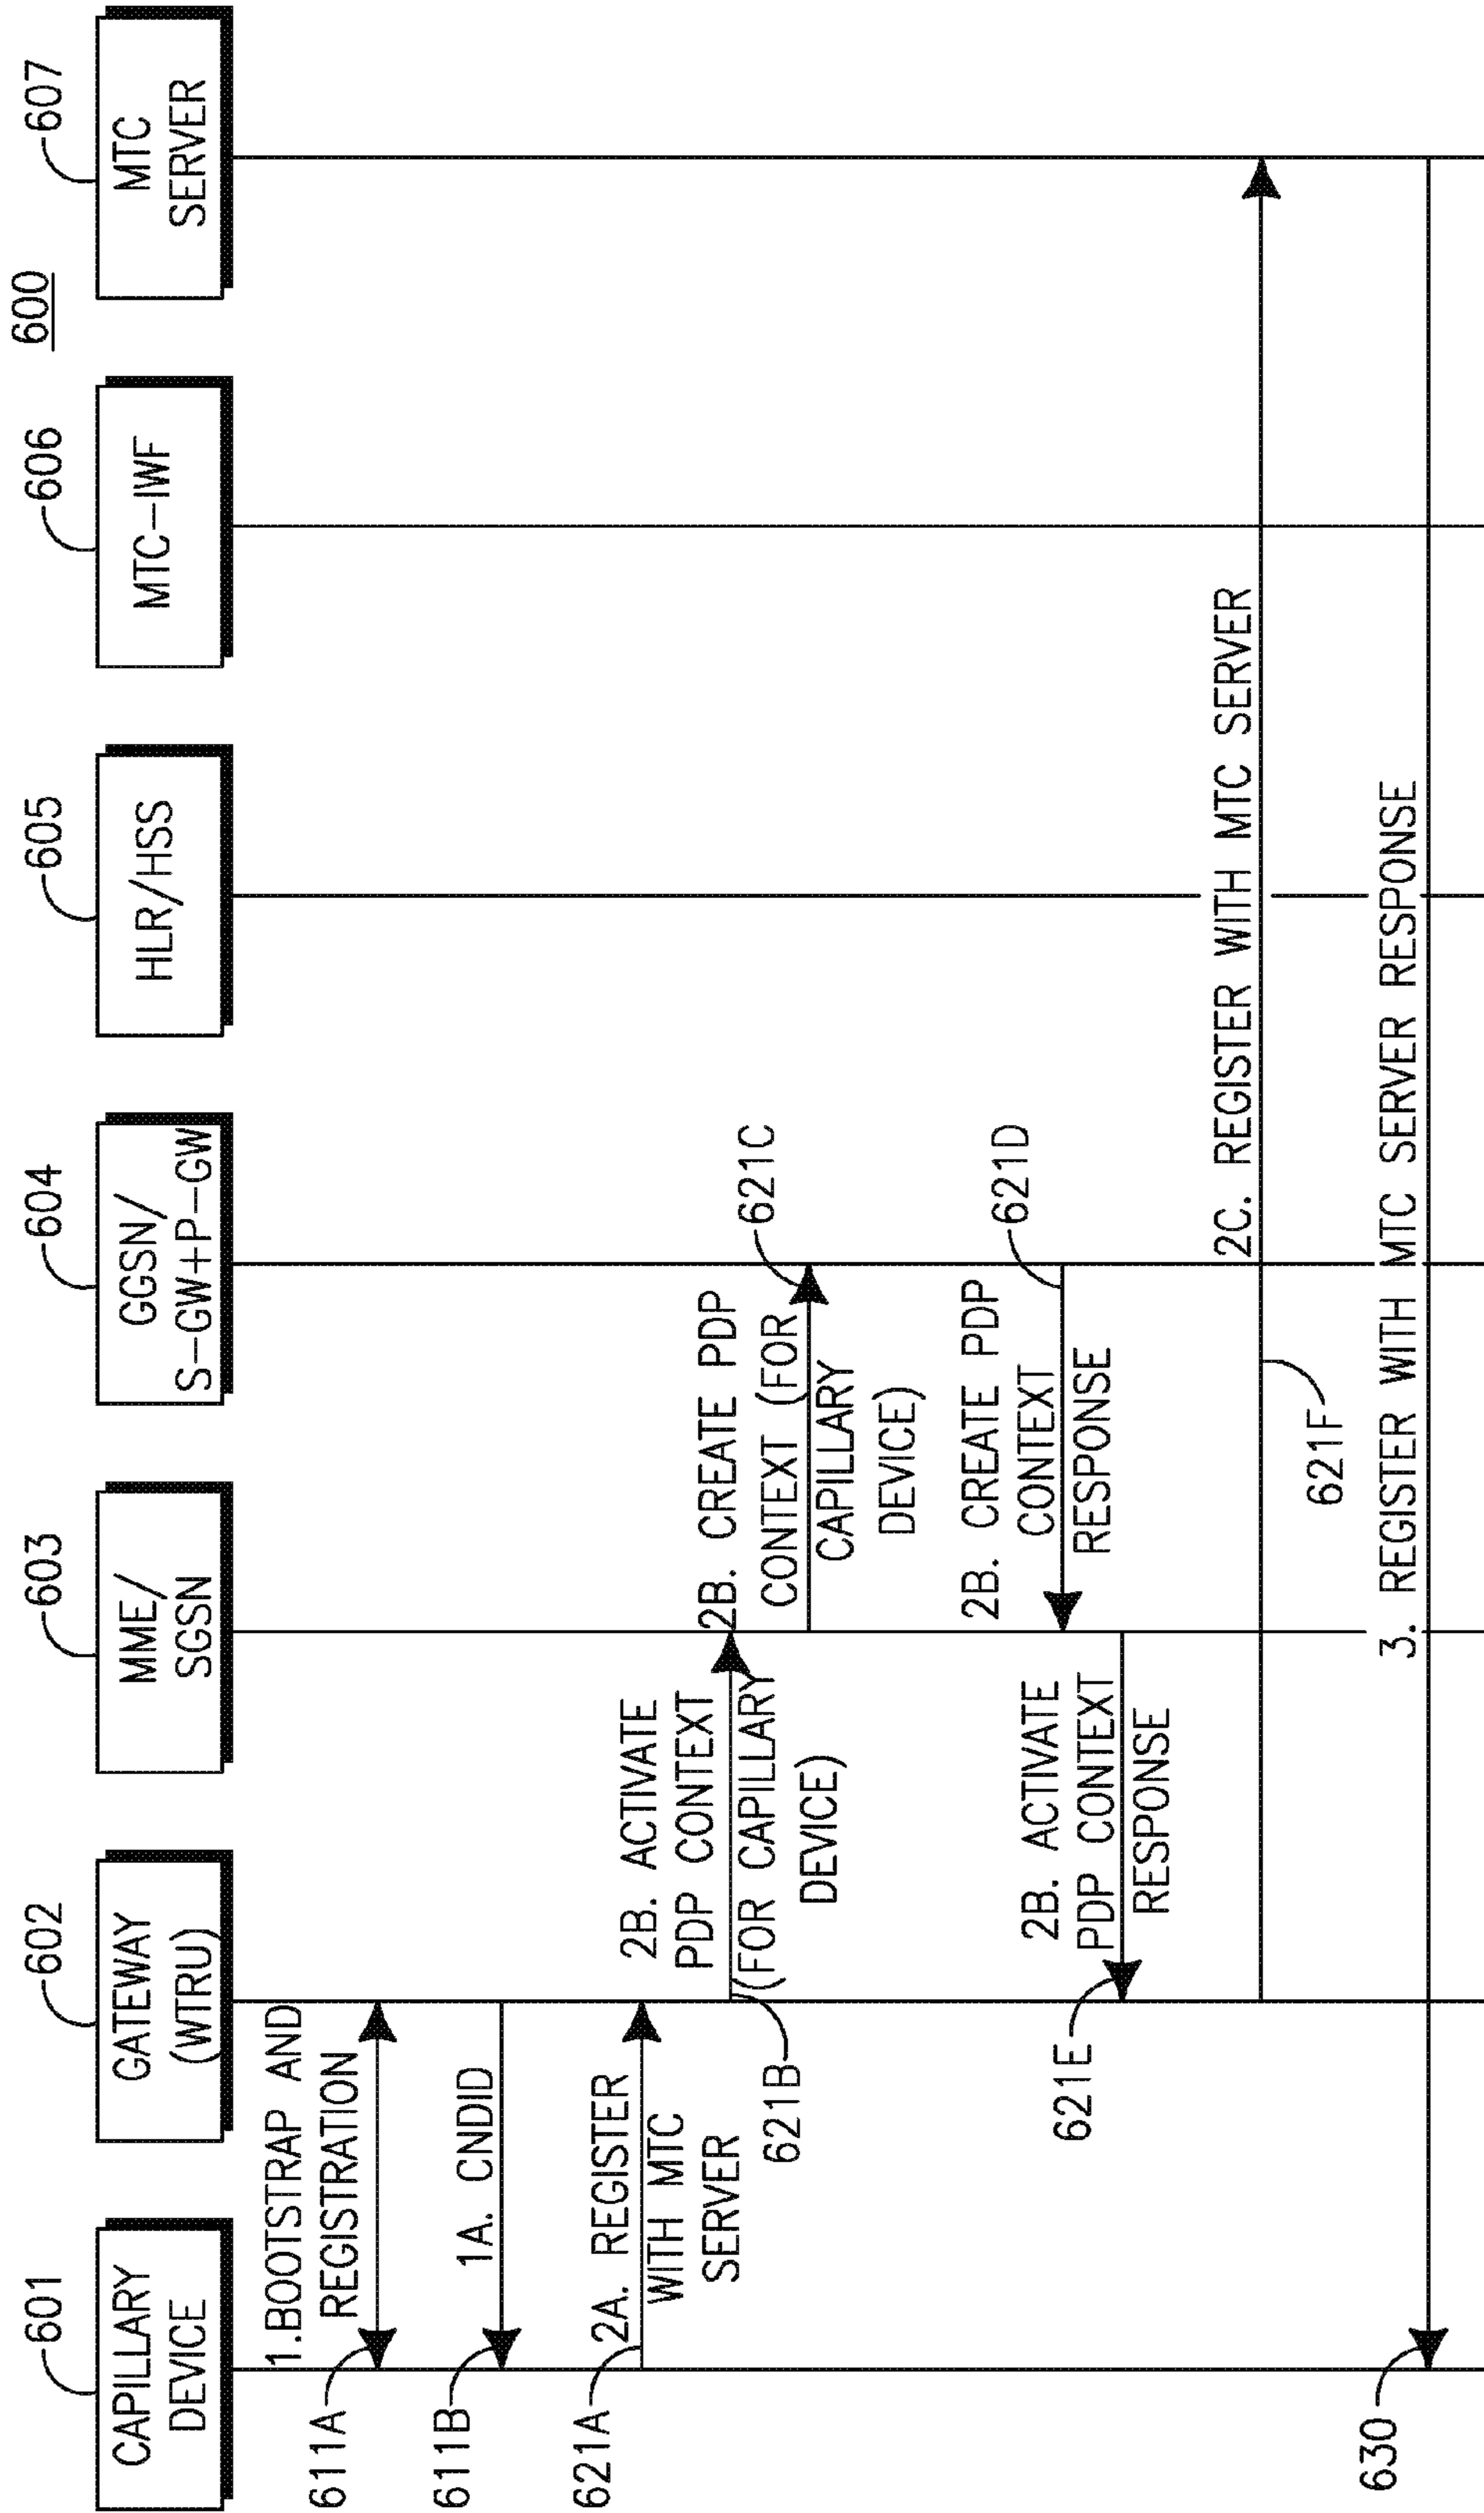 600
601
602
603
604
605
606
607
CAPILLARY
DEVICE
GATEWAY
(WTRU)
MME/
SGSN
GGSN/
S-GW+P-GW
HLR/HSS
MTC-IWF
MTC
SERVER
1.BOOTSTRAP AND
REGISTRATION
611A
1A. CNDID
611B
2A. REGISTER
WITH MTC
SERVER
621A
2B. ACTIVATE
PDP CONTEXT
(FOR CAPILLARY
DEVICE)
621B
2B. CREATE PDP
CONTEXT (FOR
CAPILLARY
DEVICE)
621C
2B. CREATE PDP
CONTEXT
RESPONSE
621D
2B. ACTIVATE
PDP CONTEXT
RESPONSE
621E
2C. REGISTER WITH MTC SERVER
621F
3. REGISTER WITH MTC SERVER RESPONSE
630